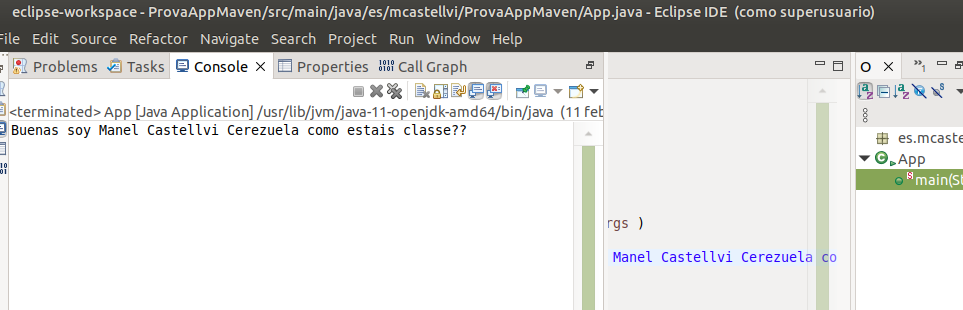 eclipse-workspace - ProvaAppMaven/src/main/java/es/mcastellvi/ProvaAppMaven/App.java - Eclipse IDE (como superusuario)
File Edit Source Refactor Navigate Search Project Run Window Help
Problems Tasks Console Properties Call Graph O
<terminated> App [Java Application] /usr/lib/jvm/java-11-openjdk-amd64/bin/java (11 feb
Buenas soy Manel Castellvi Cerezuela como estais classe??
es.mcaste
App
main(St
rgs )
Manel Castellvi Cerezuela co